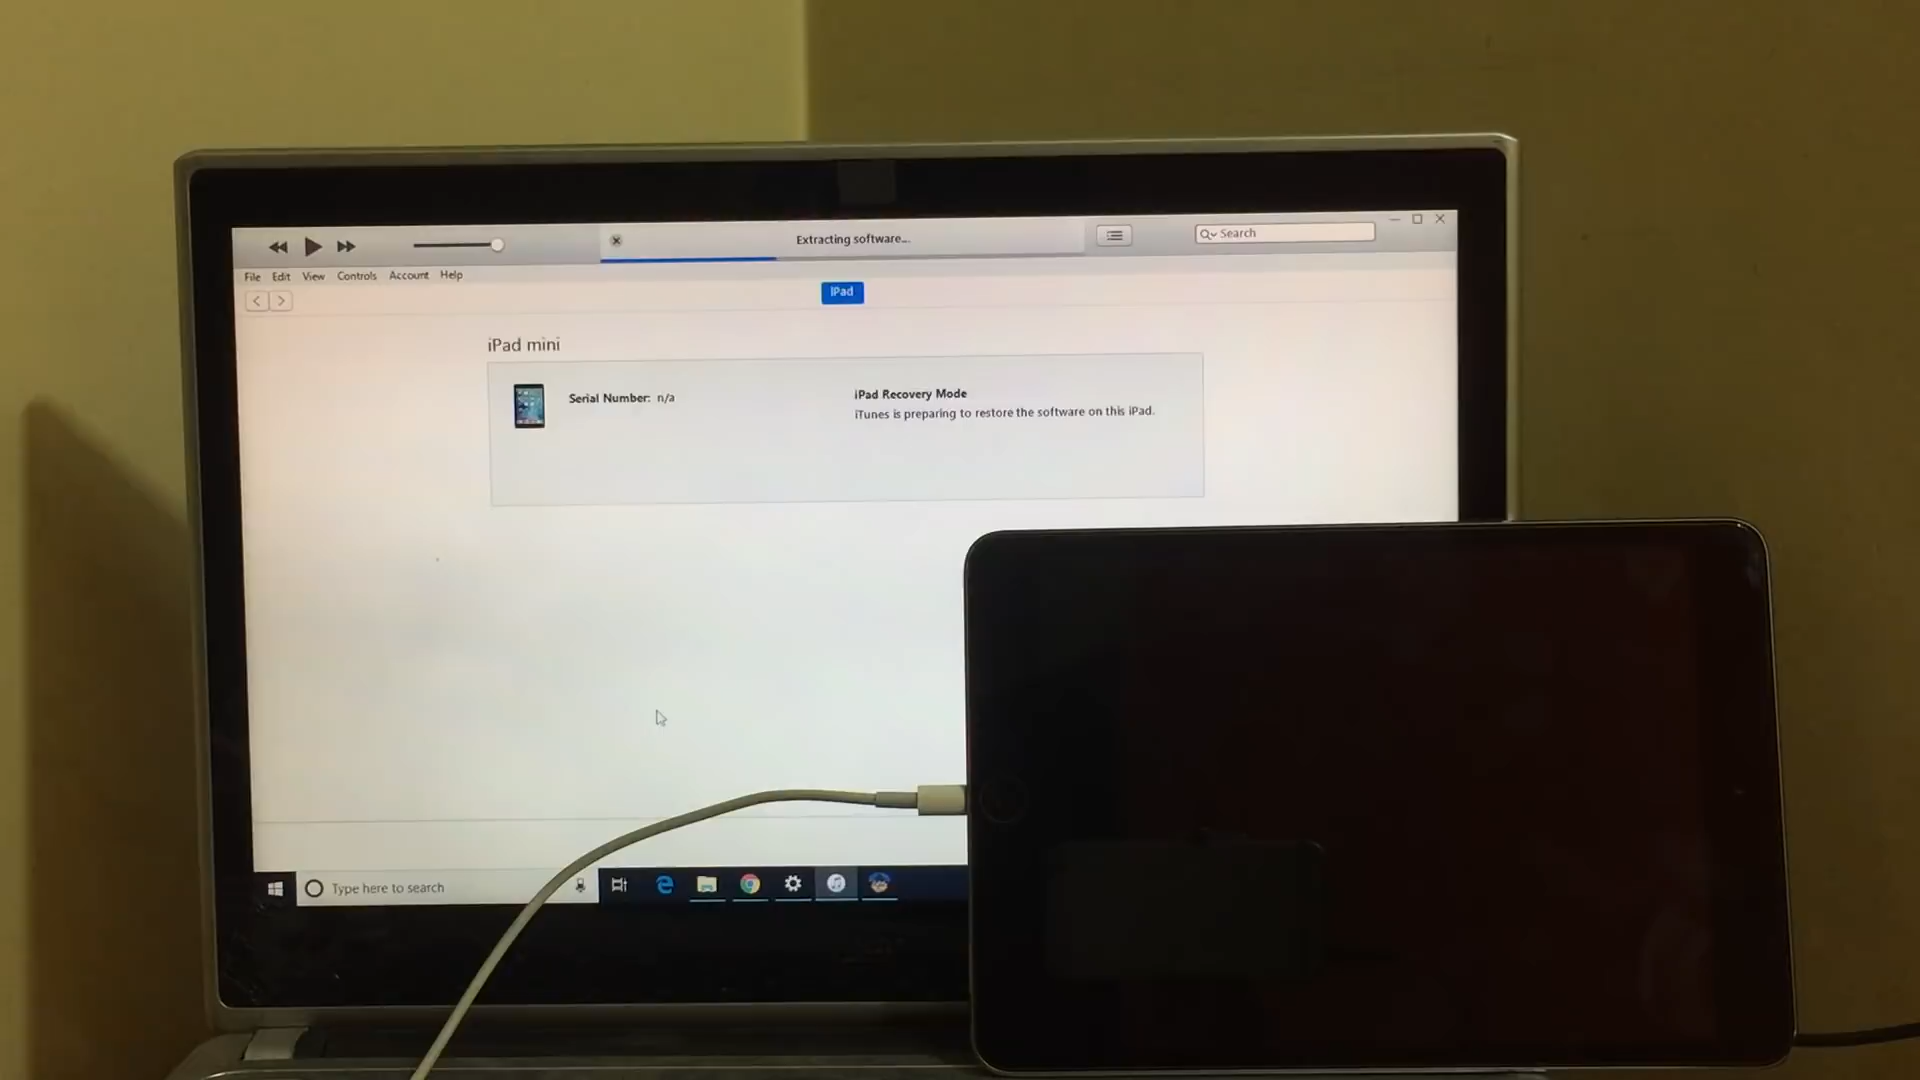 Extracting software...
Search
File Edit View Controls Account Help
iPad
iPad mini
Serial Number: n/a
iPad Recovery Mode
iTunes is preparing to restore the software on this iPad.
Type here to search